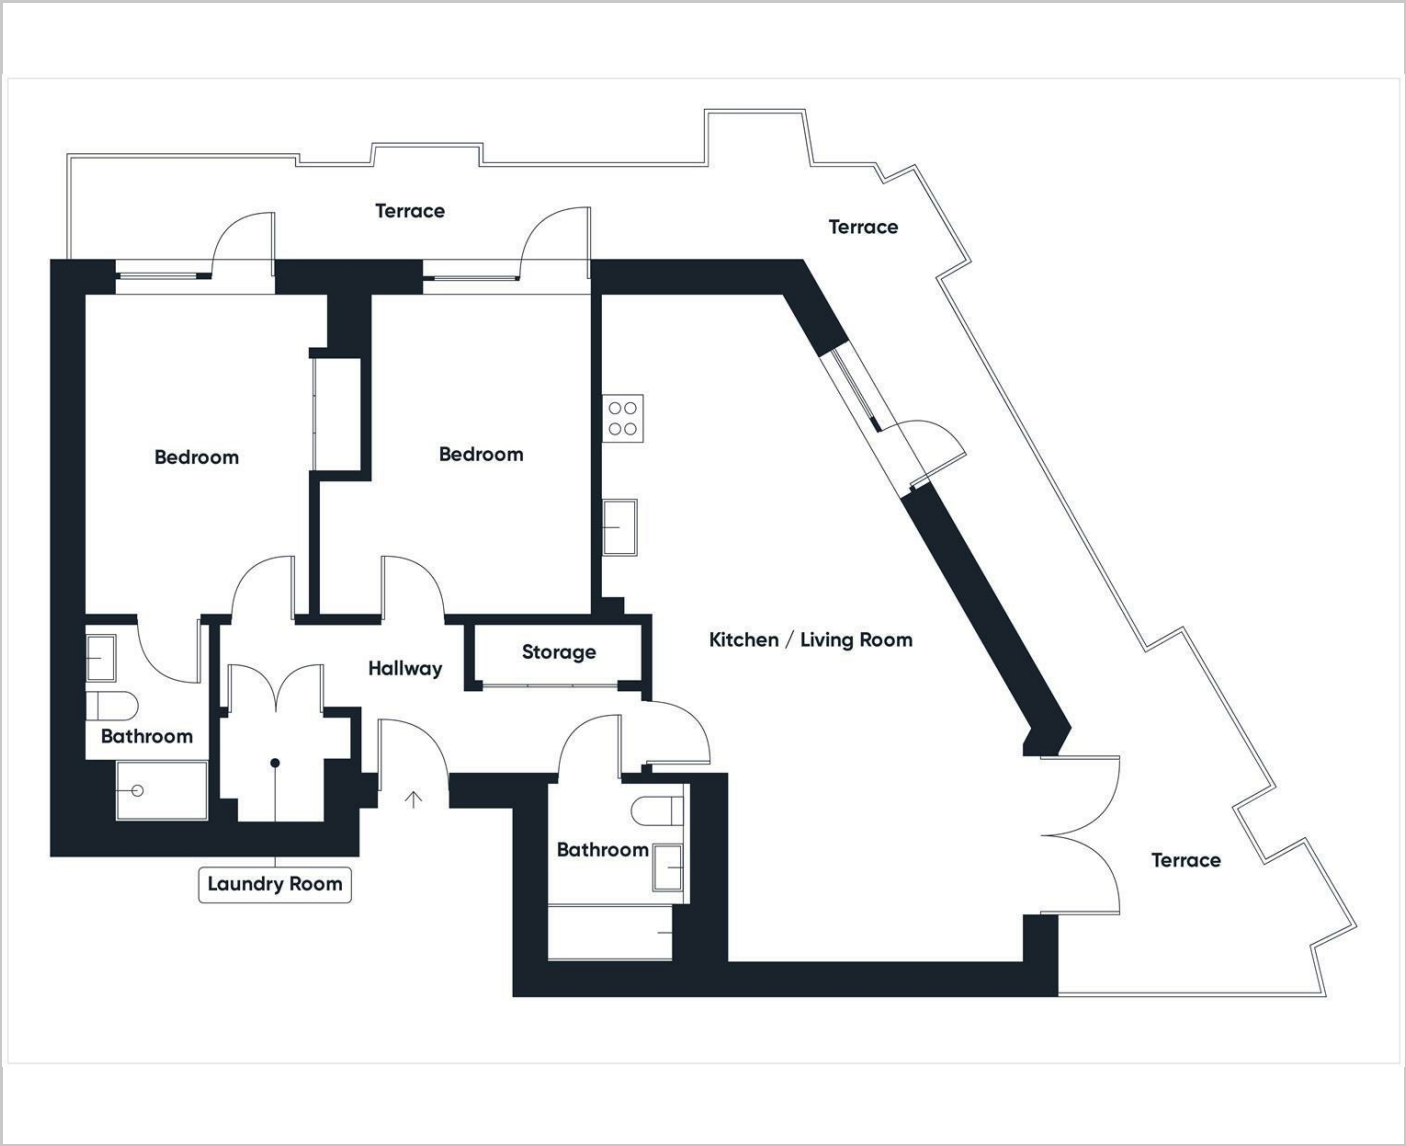 Terrace
Terrace
Bedroom
Bedroom
Kitchen / Living Room
Storage
Hallway
Bathroom
Bathroom
Terrace
Laundry Room